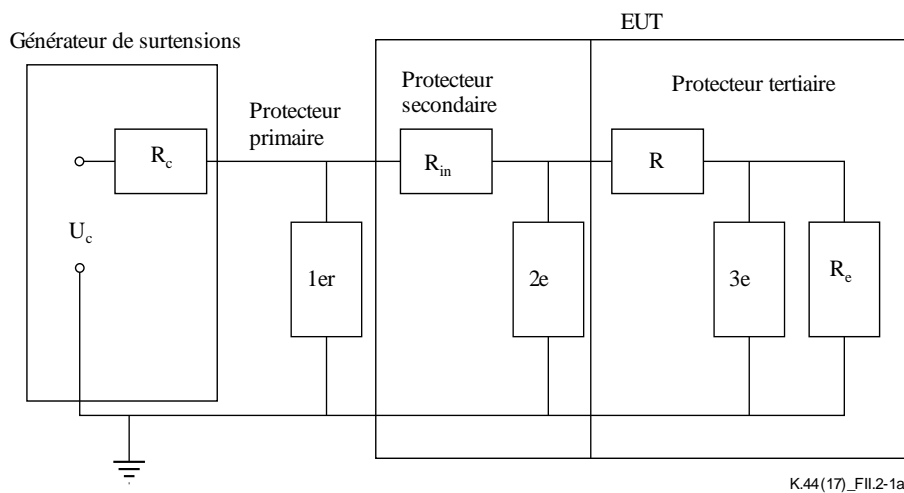 EUT
Générateur de surtensions
Protecteur
secondaire
Protecteur tertiaire
Protecteur
primaire
Rc
Rin
R
Uc
1er
2e
3e
Re
K.44(17)_FII.2-1a